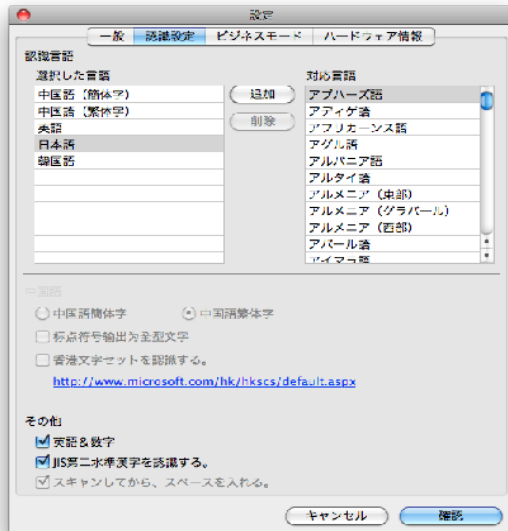 設定
一般 認識設定 ビジネスモード ハードウェア情報
認識言語
選択した言語
中国語（簡体字）
中国語（繁体字）
英語
日本語
韓国語
追加
削除
対応言語
アブハーズ語
アディゲ語
アフリカーンス語
アグル語
アルバニア語
アルタイ語
アルメニア（東部）
アルメニア（グラバール）
アルメニア（西部）
アバール語
アイマラ語
中国語
中国語簡体字 中国語繁体字
标点符号输出为全型文字
香港文字セットを認識する。
http://www.microsoft.com/hk/hkscs/default.aspx
その他
英語＆数字
JIS第二水準漢字を認識する。
スキャンしてから、スペースを入れる。
キャンセル 確認